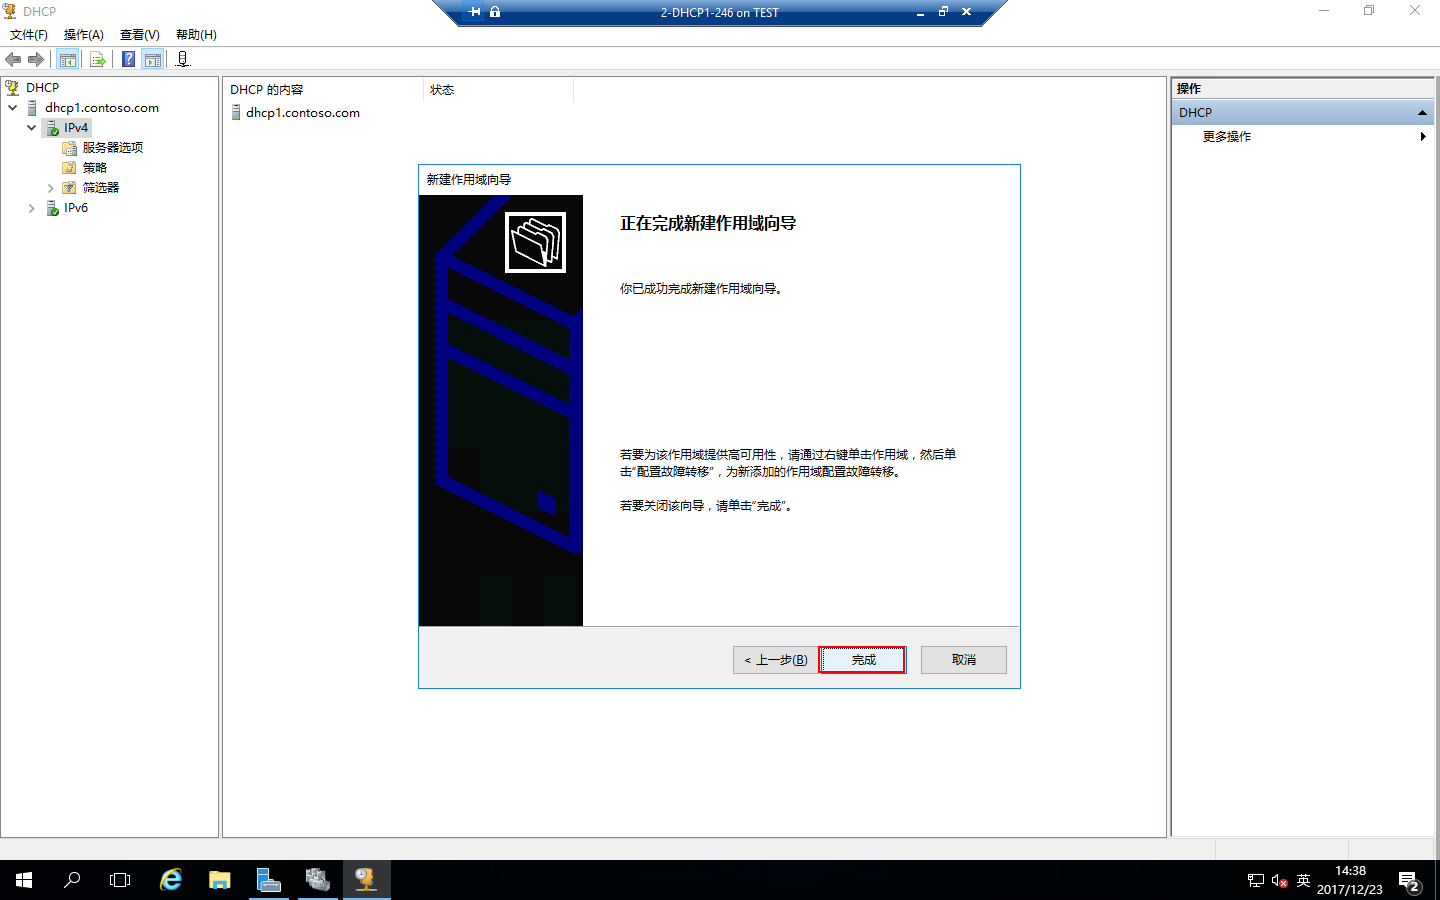 DHCP
2-DHCP1-246 on TEST
文件(F) 操作(A) 查看(V) 帮助(H)
DHCP
dhcp1.contoso.com
IPv4
服务器选项
策略
筛选器
IPv6
DHCP 的内容 状态
dhcp1.contoso.com
操作
DHCP
更多操作
新建作用域向导
正在完成新建作用域向导
你已成功完成新建作用域向导。
若要为该作用域提供高可用性，请通过右键单击作用域，然后单
击“配置故障转移”，为新添加的作用域配置故障转移。
若要关闭该向导，请单击“完成”。
< 上一步(B) 完成 取消
英
14:38
2017/12/23
2